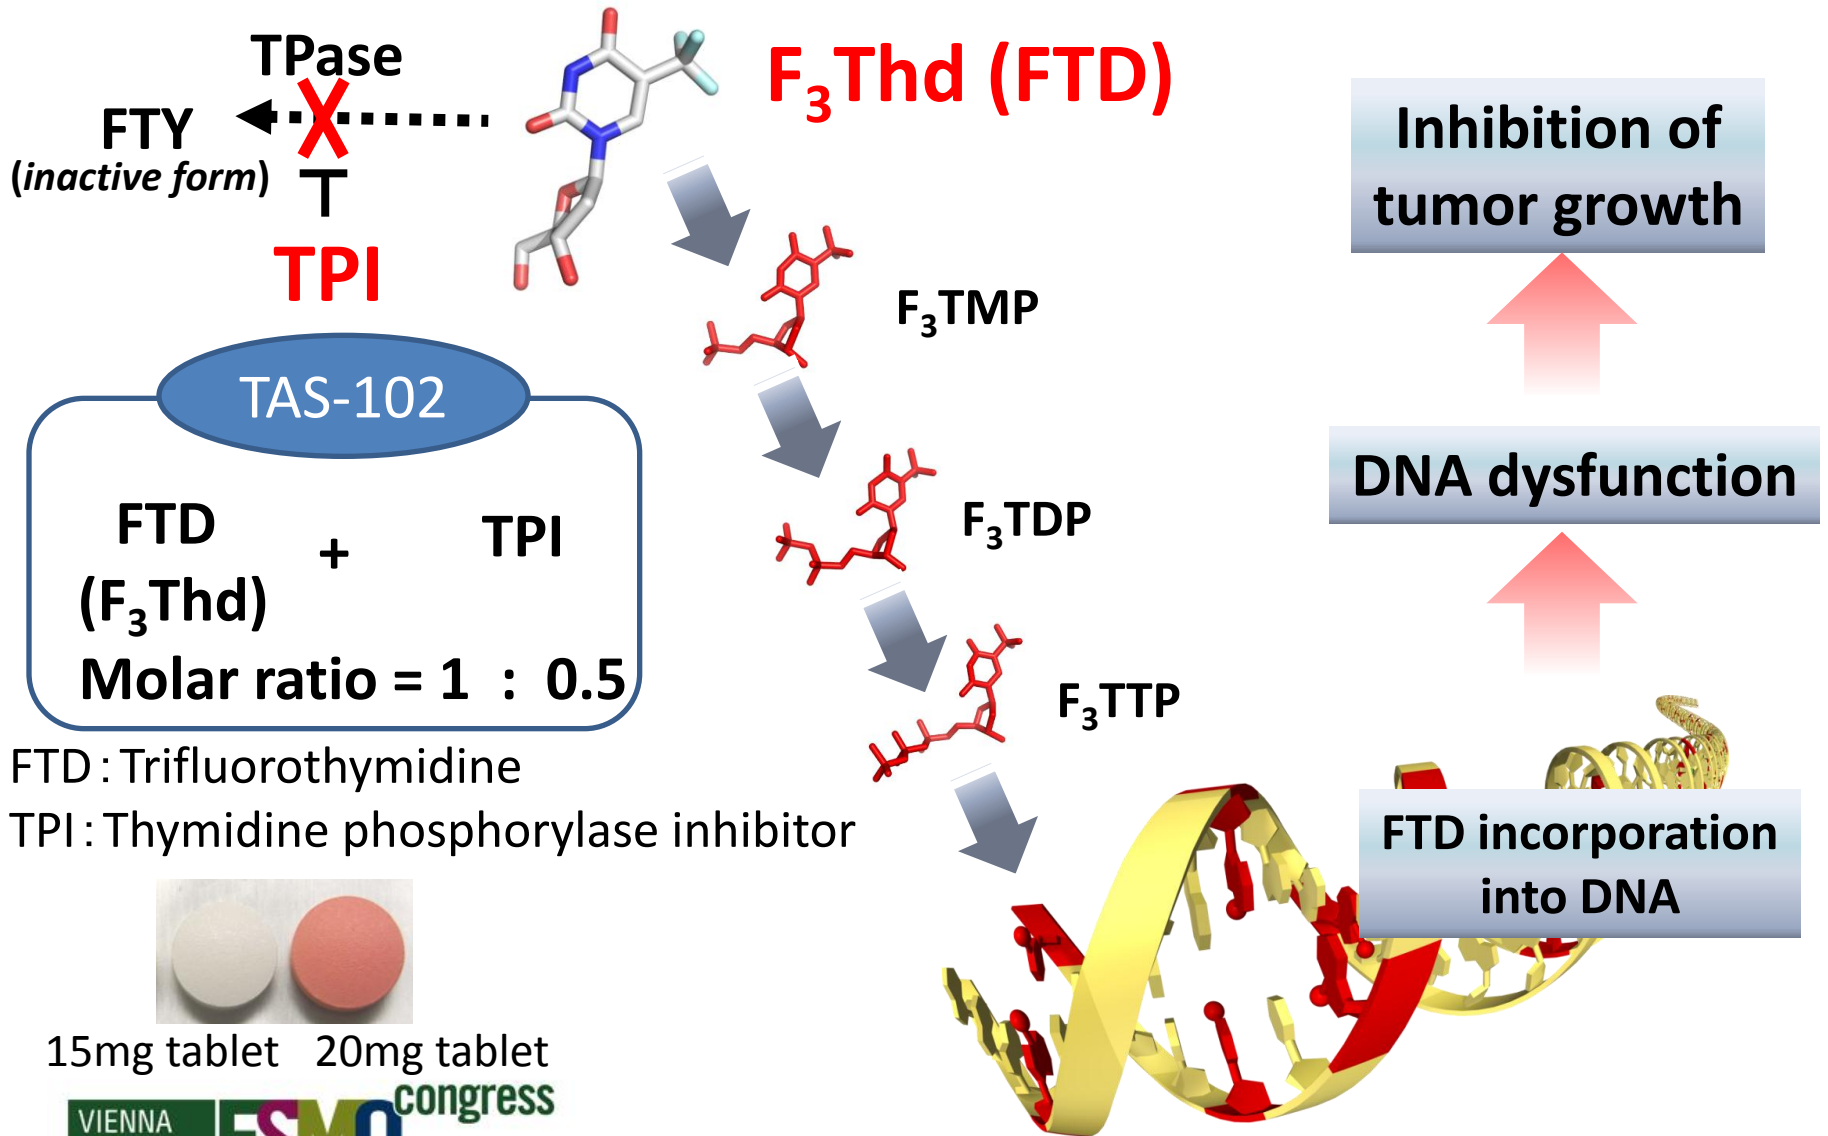 TPase
FTY
(inactive form)
TPI
F₃Thd (FTD)
F₃TMP
F₃TDP
F₃TTP
TAS-102
FTD + TPI
(F₃Thd)
Molar ratio = 1 : 0.5
FTD : Trifluorothymidine
TPI : Thymidine phosphorylase inhibitor
15mg tablet 20mg tablet
VIENNA
ESMO congress
Inhibition of
tumor growth
DNA dysfunction
FTD incorporation
into DNA